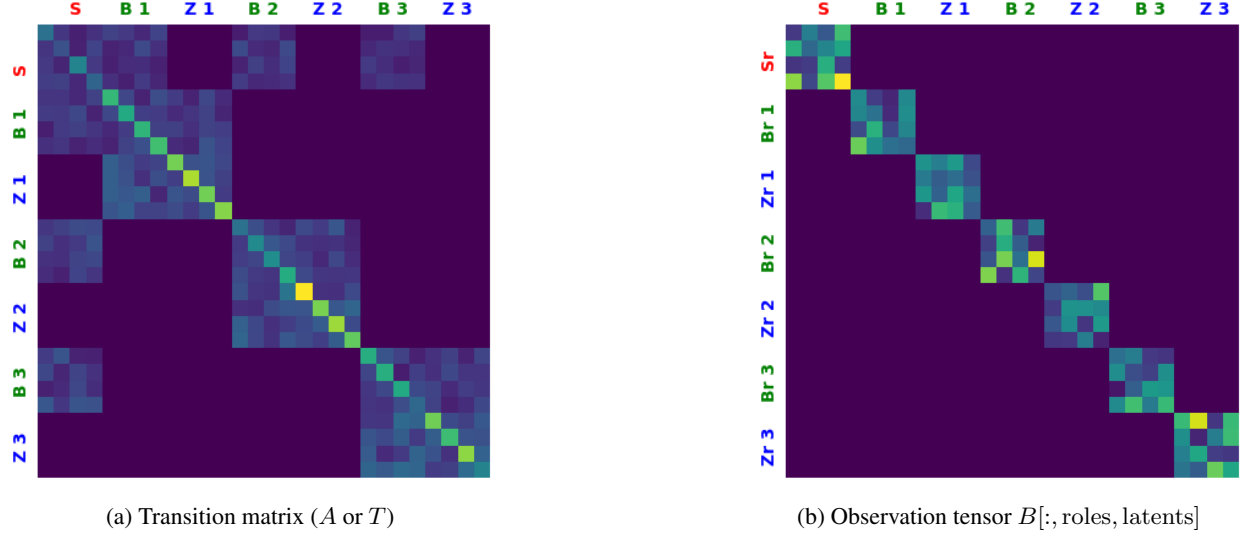 S B 1 Z 1 B 2 Z 2 B 3 Z 3
S
B 1
Z 1
B 2
Z 2
B 3
Z 3
(a) Transition matrix (A or T)
S B 1 Z 1 B 2 Z 2 B 3 Z 3
Sr
Br 1
Zr 1
Br 2
Zr 2
Br 3
Zr 3
(b) Observation tensor B[:, roles, latents]